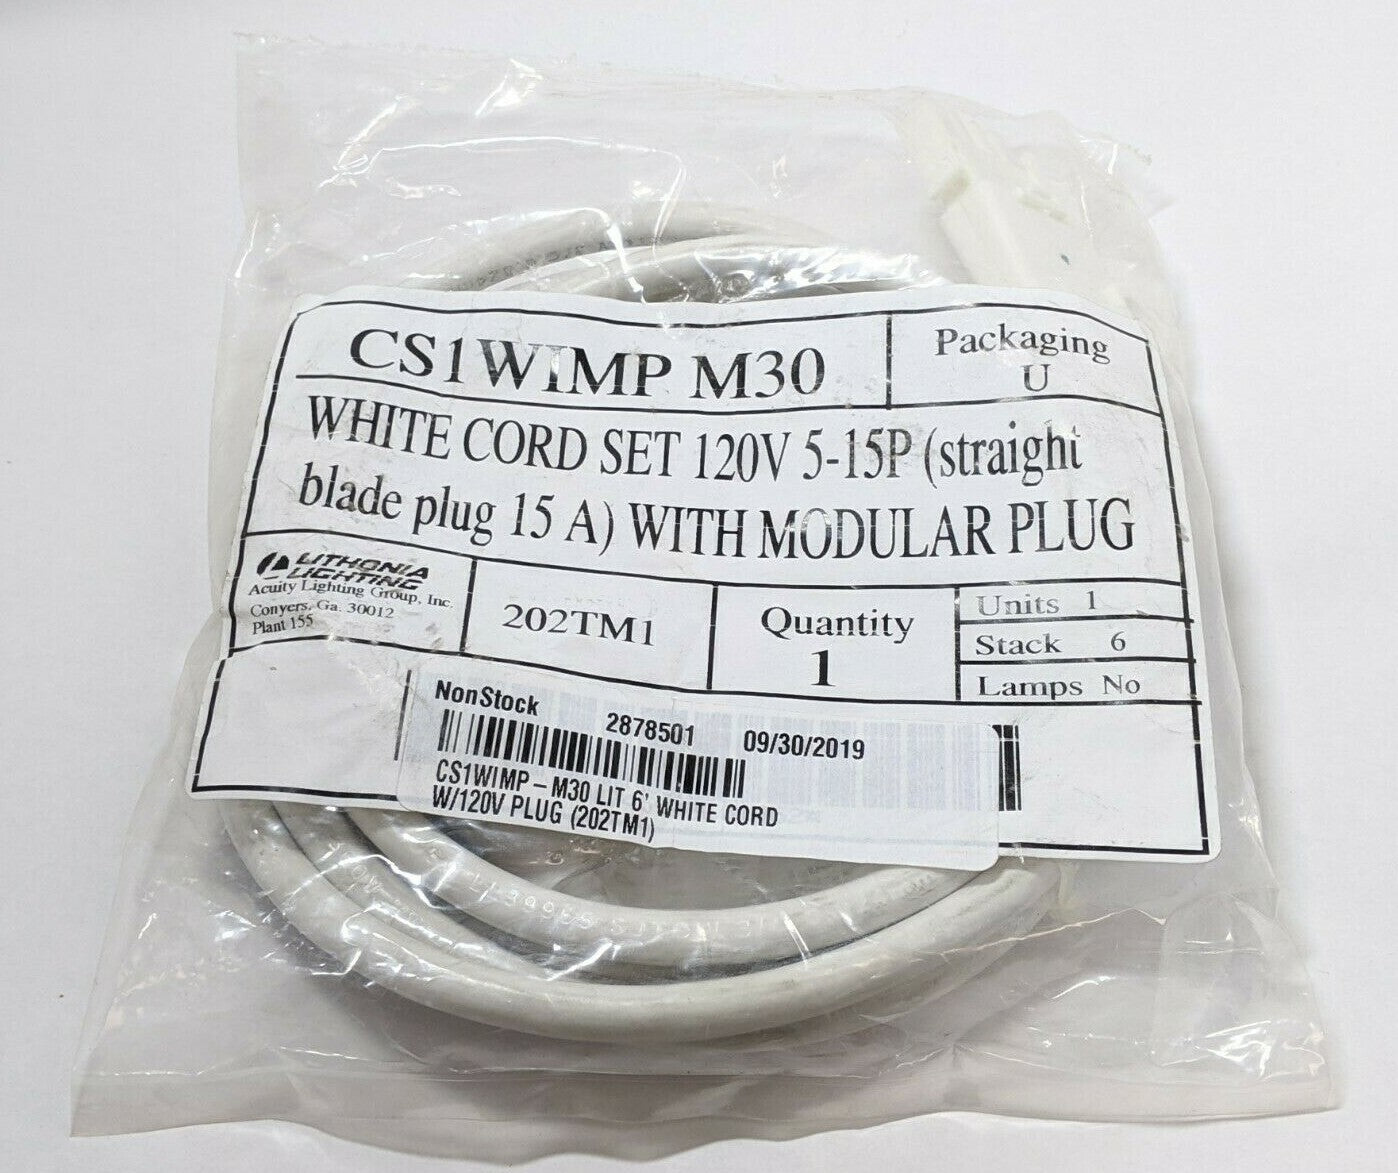 CS1WIMP M30
Packaging
U
WHITE CORD SET 120V 5-15P (straight
blade plug 15 A) WITH MODULAR PLUG
LITHONIA
LIGHTING
Acuity Lighting Group, Inc.
Conyers, Ga. 30012
Plant 155
202TM1
Quantity
1
Units 1
Stack 6
Lamps No
NonStock 2878501 09/30/2019
CS1WIMP-M30 LIT 6' WHITE CORD
W/120V PLUG (202TM1)